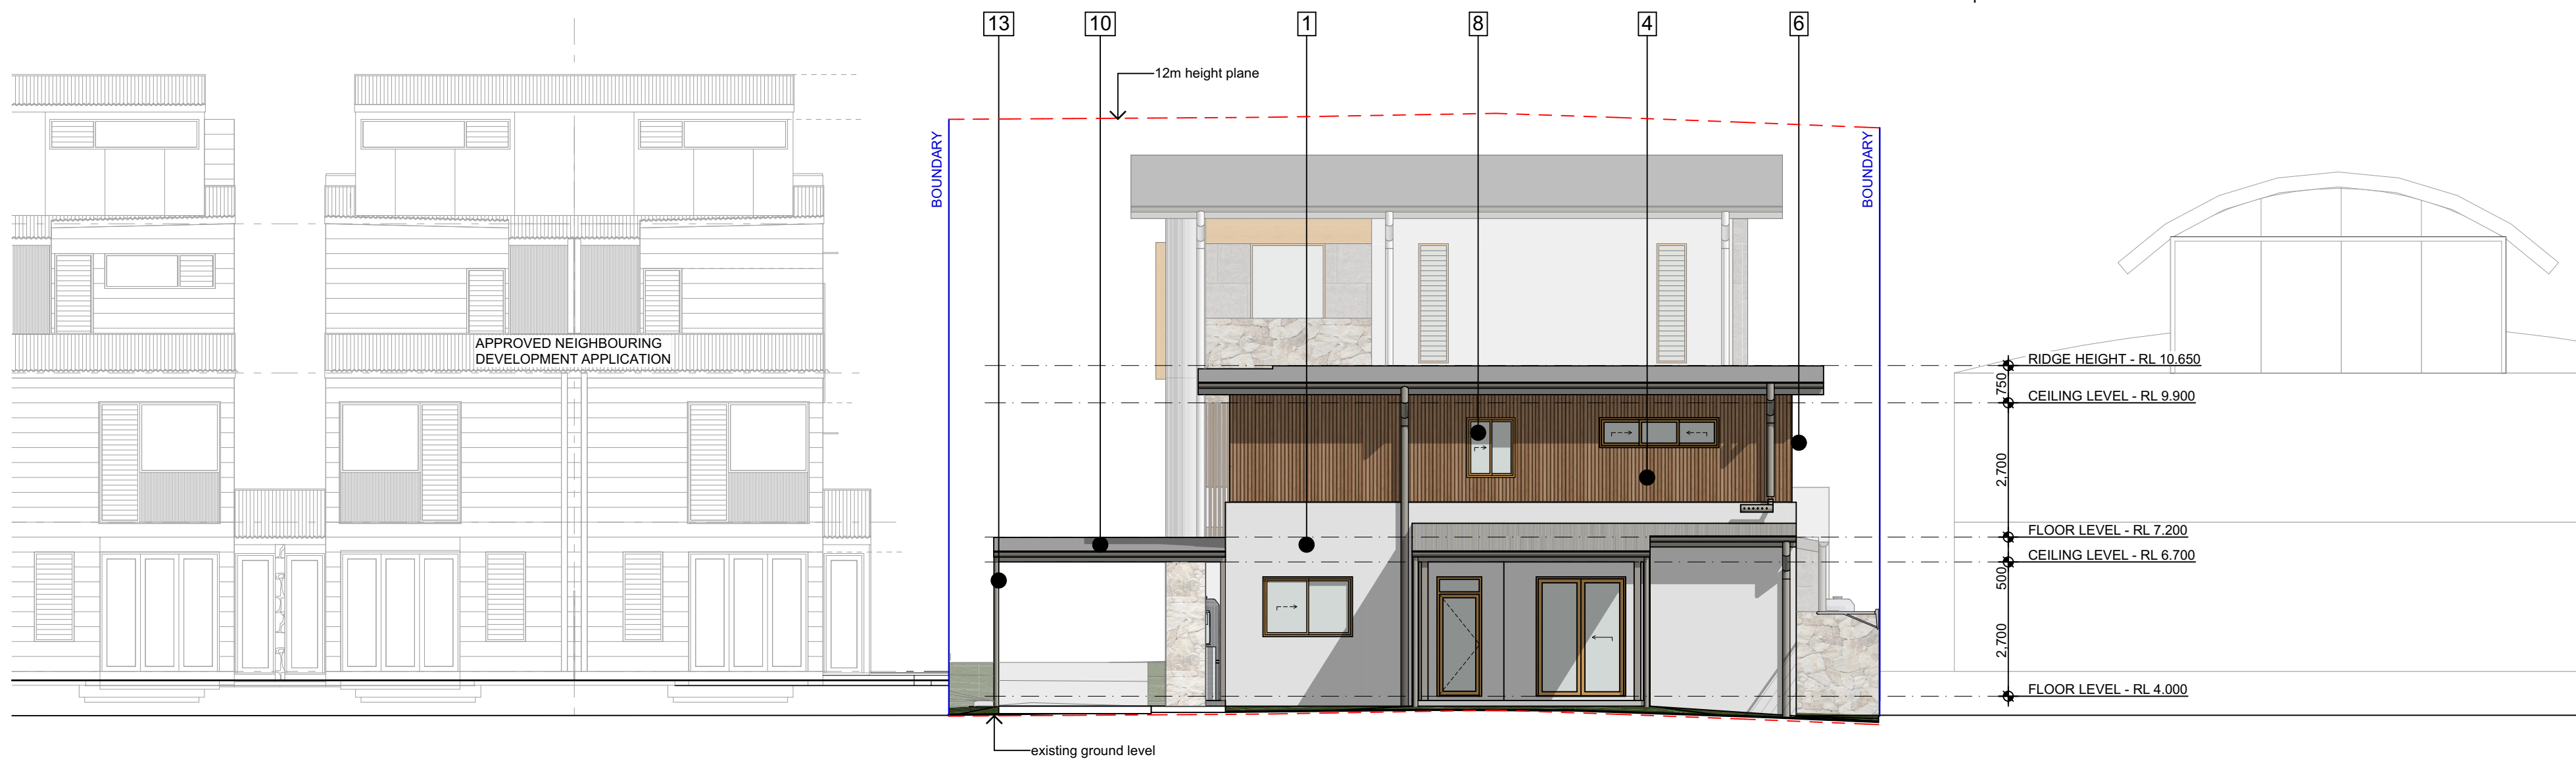 13
10
1
8
4
6
12m height plane
BOUNDARY
BOUNDARY
APPROVED NEIGHBOURING
DEVELOPMENT APPLICATION
RIDGE HEIGHT - RL 10.650
750
CEILING LEVEL - RL 9.900
2,700
FLOOR LEVEL - RL 7.200
CEILING LEVEL - RL 6.700
500
2,700
FLOOR LEVEL - RL 4.000
existing ground level